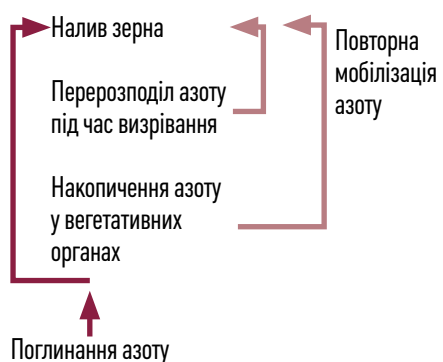 Налив зерна
Повторна
мобілізація
азоту
Перерозподіл азоту
під час визрівання
Накопичення азоту
у вегетативних
органах
Поглинання азоту